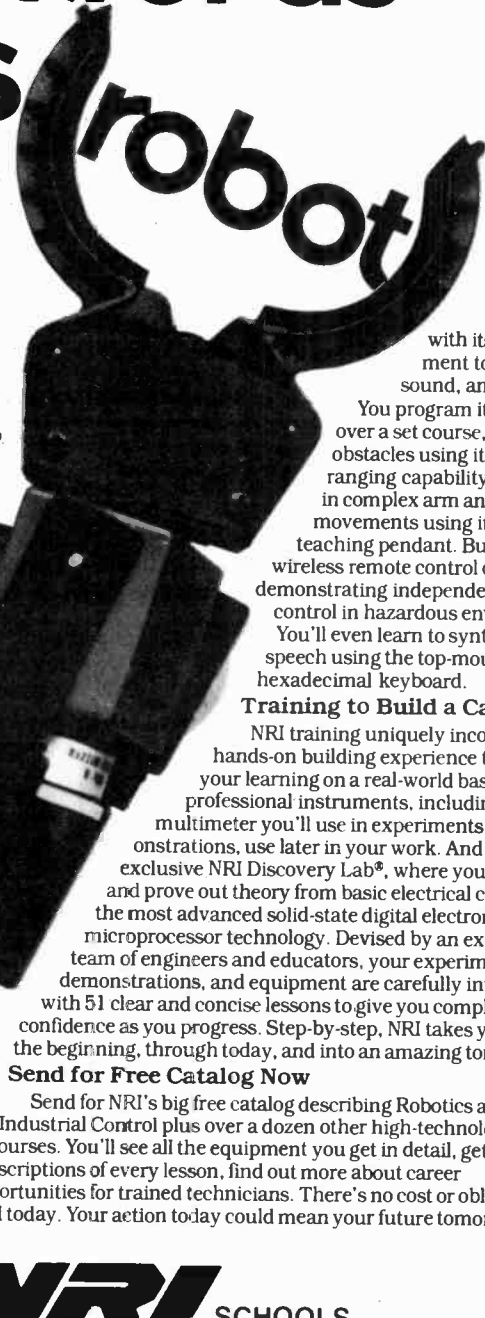 robot
with it
ment to
sound, an
You program it
over a set course,
obstacles using it
ranging capability
in complex arm an
movements using it
teaching pendant. Bu
wireless remote control
demonstrating independe
control in hazardous en
You'll even learn to synt
speech using the top-mou
hexadecimal keyboard.
Training to Build a Ca
NRI training uniquely inco
hands-on building experience t
your learning on a real-world bas
professional instruments, includin
multimeter you'll use in experiments
onstrations, use later in your work. And
exclusive NRI Discovery Lab®, where you
and prove out theory from basic electrical c
the most advanced solid-state digital electron
microprocessor technology. Devised by an ex
team of engineers and educators, your experim
demonstrations, and equipment are carefully in
with 51 clear and concise lessons to give you compl
confidence as you progress. Step-by-step, NRI takes y
the beginning, through today, and into an amazing to
Send for Free Catalog Now
Send for NRI's big free catalog describing Robotics a
Industrial Control plus over a dozen other high-technol
ourses. You'll see all the equipment you get in detail, get
scriptions of every lesson, find out more about career
ortunities for trained technicians. There's no cost or obl
today. Your action today could mean your future tomor
NRI SCHOOLS